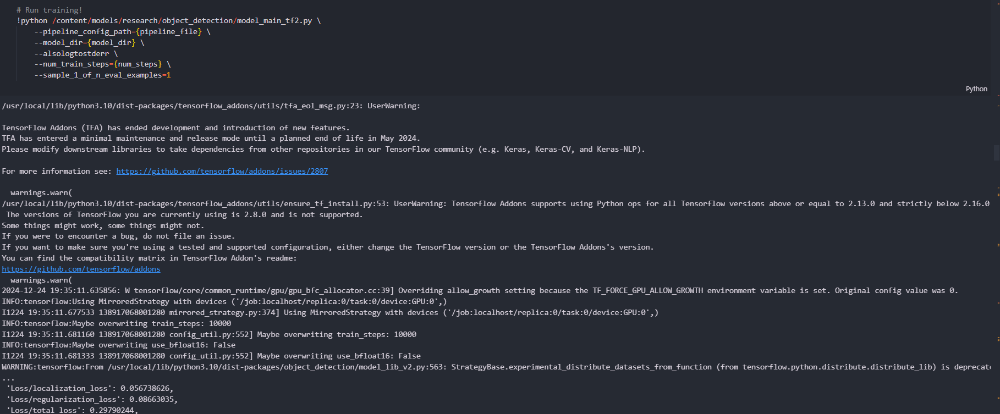 # Run training!
!python /content/models/research/object_detection/model_main_tf2.py \
--pipeline_config_path={pipeline_file} \
--model_dir={model_dir} \
--alsologtostderr \
--num_train_steps={num_steps} \
--sample_1_of_n_eval_examples=1
Python
/usr/local/lib/python3.10/dist-packages/tensorflow_addons/utils/tfa_eol_msg.py:23: UserWarning:
TensorFlow Addons (TFA) has ended development and introduction of new features.
TFA has entered a minimal maintenance and release mode until a planned end of life in May 2024.
Please modify downstream libraries to take dependencies from other repositories in our TensorFlow community (e.g. Keras, Keras-CV, and Keras-NLP).
For more information see: https://github.com/tensorflow/addons/issues/2807
warnings.warn(
/usr/local/lib/python3.10/dist-packages/tensorflow_addons/utils/ensure_tf_install.py:53: UserWarning: Tensorflow Addons supports using Python ops for all Tensorflow versions above or equal to 2.13.0 and strictly below 2.16.0
The versions of TensorFlow you are currently using is 2.8.0 and is not supported.
Some things might work, some things might not.
If you were to encounter a bug, do not file an issue.
If you want to make sure you're using a tested and supported configuration, either change the TensorFlow version or the TensorFlow Addons's version.
You can find the compatibility matrix in TensorFlow Addon's readme:
https://github.com/tensorflow/addons
warnings.warn(
2024-12-24 19:35:11.635856: W tensorflow/core/common_runtime/gpu/gpu_bfc_allocator.cc:39] Overriding allow_growth setting because the TF_FORCE_GPU_ALLOW_GROWTH environment variable is set. Original config value was 0.
INFO:tensorflow:Using MirroredStrategy with devices ('/job:localhost/replica:0/task:0/device:GPU:0',)
I1224 19:35:11.677533 138917068001280 mirrored_strategy.py:374] Using MirroredStrategy with devices ('/job:localhost/replica:0/task:0/device:GPU:0',)
INFO:tensorflow:Maybe overwriting train_steps: 10000
I1224 19:35:11.681160 138917068001280 config_util.py:552] Maybe overwriting train_steps: 10000
INFO:tensorflow:Maybe overwriting use_bfloat16: False
I1224 19:35:11.681333 138917068001280 config_util.py:552] Maybe overwriting use_bfloat16: False
WARNING:tensorflow:From /usr/local/lib/python3.10/dist-packages/object_detection/model_lib_v2.py:563: StrategyBase.experimental_distribute_datasets_from_function (from tensorflow.python.distribute.distribute_lib) is deprecate
...
'Loss/localization_loss': 0.056738626,
'Loss/regularization_loss': 0.08663035,
'Loss/total_loss': 0.29790244,